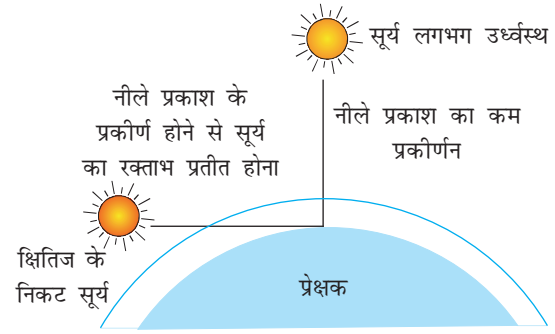 सूर्य लगभग उर्ध्वस्थ
नीले प्रकाश के
प्रकीर्ण होने से सूर्य
का रक्ताभ प्रतीत होना
नीले प्रकाश का कम
प्रकीर्णन
क्षितिज के
निकट सूर्य
प्रेक्षक